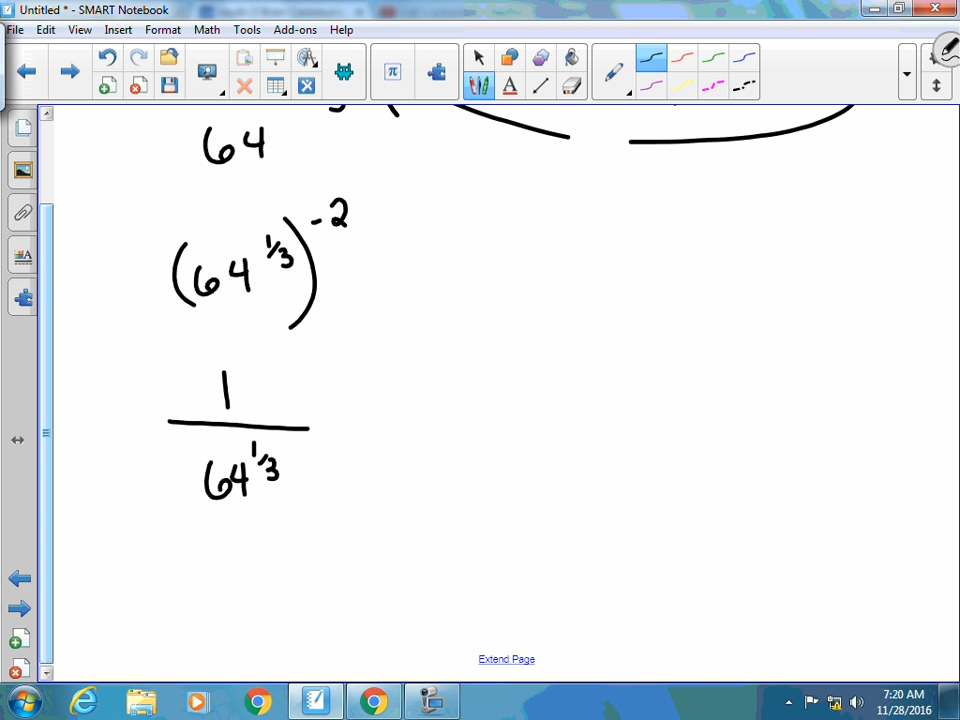 Untitled * - SMART Notebook
File Edit View Insert Format Math Tools Add-ons Help
64
(64^1/3)^-2
1
64^1/3
Extend Page
7:20 AM
11/28/2016